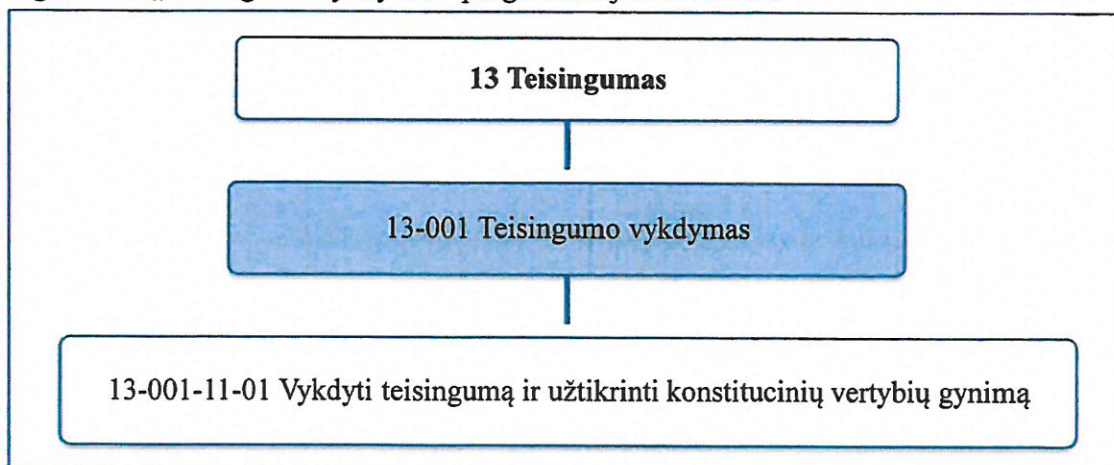 13 Teisingumas
13-001 Teisingumo vykdymas
13-001-11-01 Vykdyti teisingumą ir užtikrinti konstitucinių vertybių gynimą